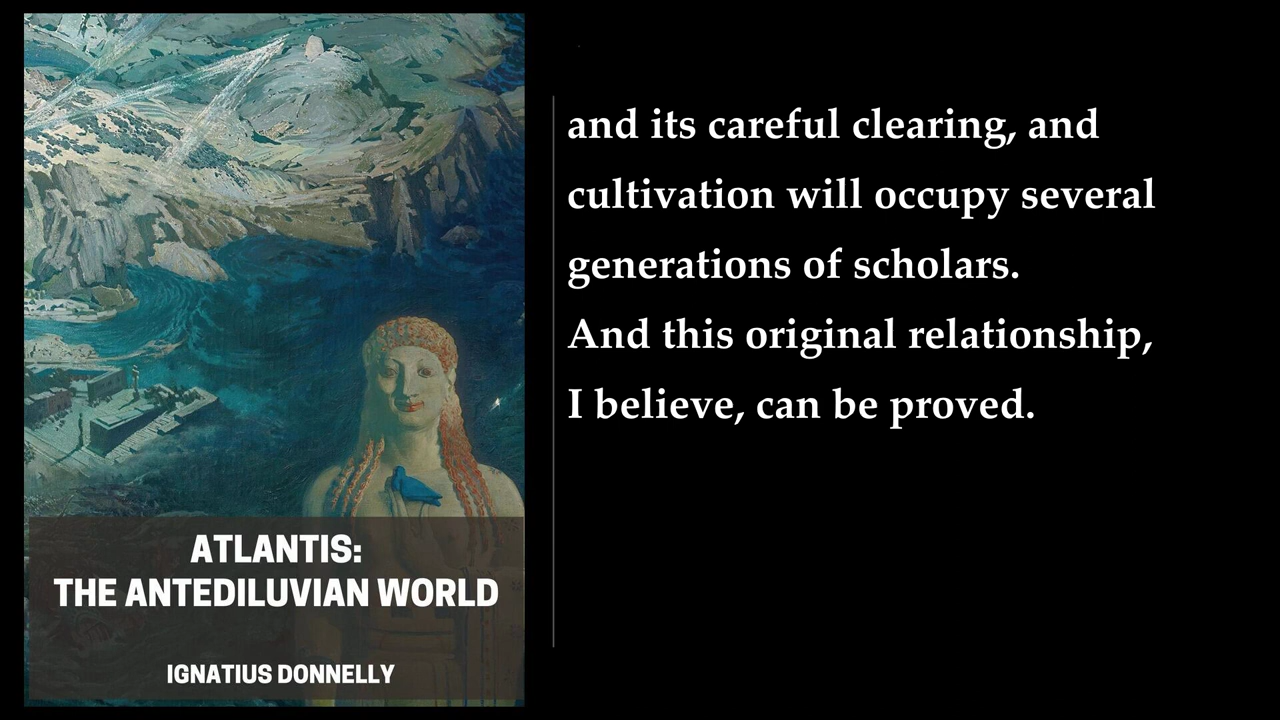 and its careful clearing, and
cultivation will occupy several
generations of scholars.
And this original relationship,
I believe, can be proved.
ATLANTIS:
THE ANTEDILUVIAN WORLD
IGNATIUS DONNELLY